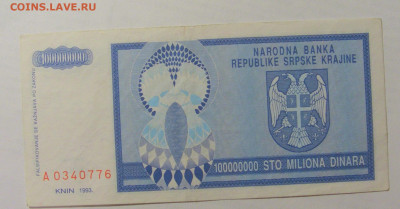 COINS.LAVE.RU
NARODNA BANKA
REPUBLIKE SRPSKE KRAJINE
100000000
A 0340776
KNIN 1993.
100000000 STO MILIONA DINARA